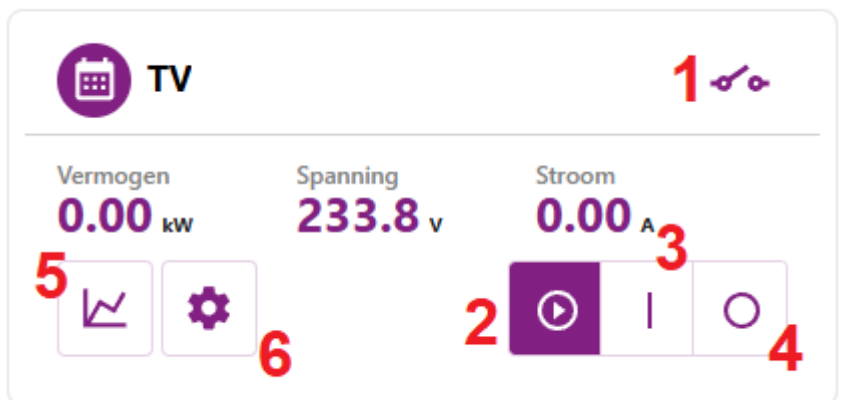 TV 1
Vermogen Spanning Stroom
0.00 kW 233.8 V 0.00 A
3
5
2
6 4